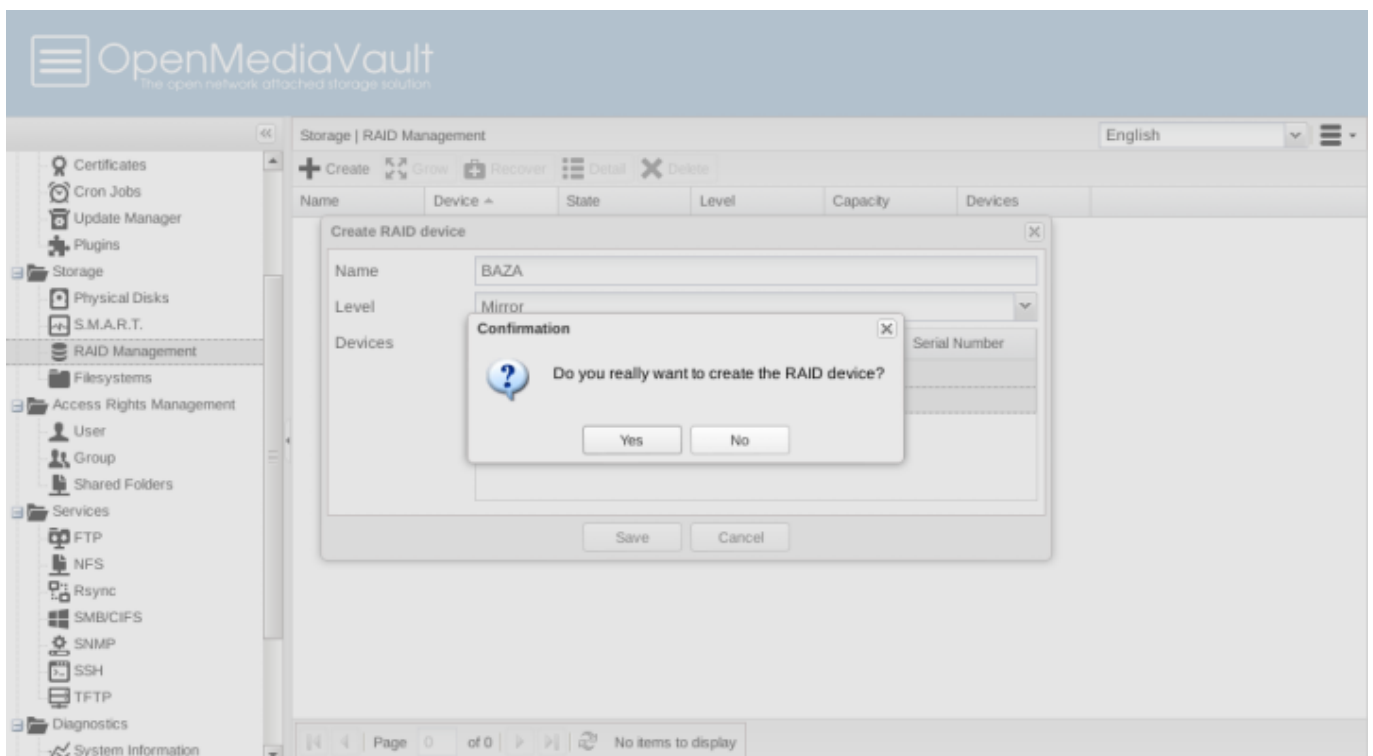 OpenMediaVault
The open network attached storage solution
Storage | RAID Management
English
Certificates
Cron Jobs
Update Manager
Plugins
Storage
Physical Disks
S.M.A.R.T.
RAID Management
Filesystems
Access Rights Management
User
Group
Shared Folders
Services
FTP
NFS
Rsync
SMB/CIFS
SNMP
SSH
TFTP
Diagnostics
System Information
Create Grow Recover Detail Delete
Name Device State Level Capacity Devices
Create RAID device
Name BAZA
Level Mirror
Devices Serial Number
Confirmation
Do you really want to create the RAID device?
Yes No
Save Cancel
Page 0 of 0 No items to display